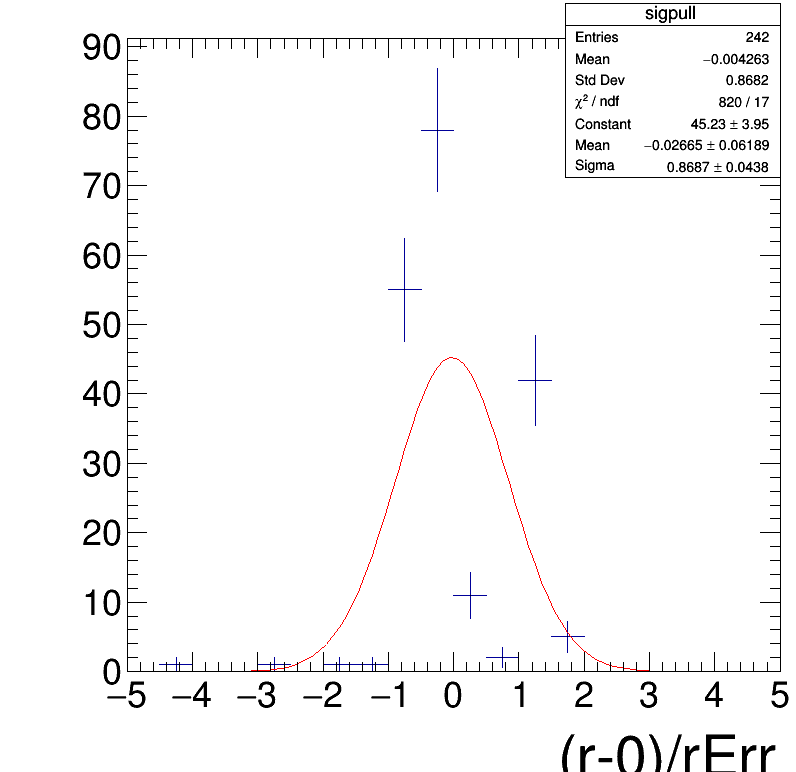 sigpull
Entries 242
Mean −0.004263
Std Dev 0.8682
χ² / ndf 820 / 17
Constant 45.23 ± 3.95
Mean −0.02665 ± 0.06189
Sigma 0.8687 ± 0.0438
90
80
70
60
50
40
30
20
10
0
−5 −4 −3 −2 −1 0 1 2 3 4 5
(r-0)/rErr